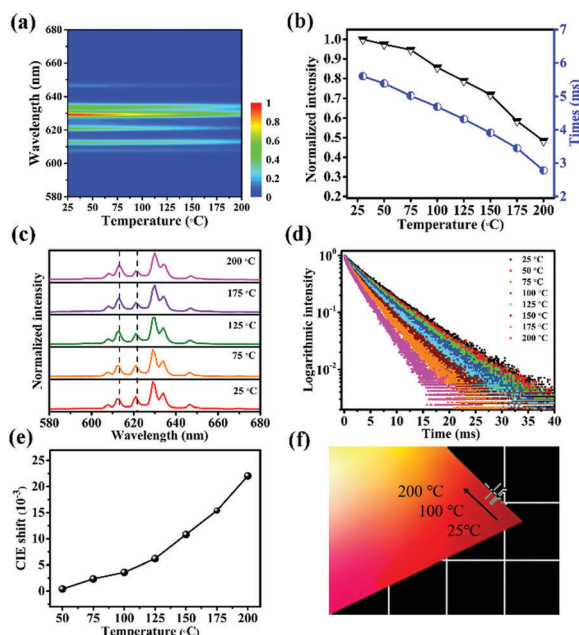 (a)
680
660
640
620
600
580
Wavelength (nm)
25 50 75 100 125 150 175 200
Temperature (◦C)
1
0.8
0.6
0.4
0.2
0
(b)
1.0
0.9
0.8
0.7
0.6
0.5
0.4
0.3
0.2
Normalized intensity
7
6
5
4
3
2
Times (ms)
25 50 75 100 125 150 175 200
Temperature (◦C)
(c)
200 °C
175 °C
125 °C
75 °C
25 °C
Normalized intensity
580 600 620 640 660 680
Wavelength (nm)
(d)
10⁻¹
10⁻²
Logarithmic intensity
25 °C
50 °C
75 °C
100 °C
125 °C
150 °C
175 °C
200 °C
0 5 10 15 20 25 30 35 40
Time (ms)
(e)
25
20
15
10
5
0
CIE shift (10⁻³)
50 75 100 125 150 175 200
Temperature (°C)
(f)
200 °C
100 °C
25°C